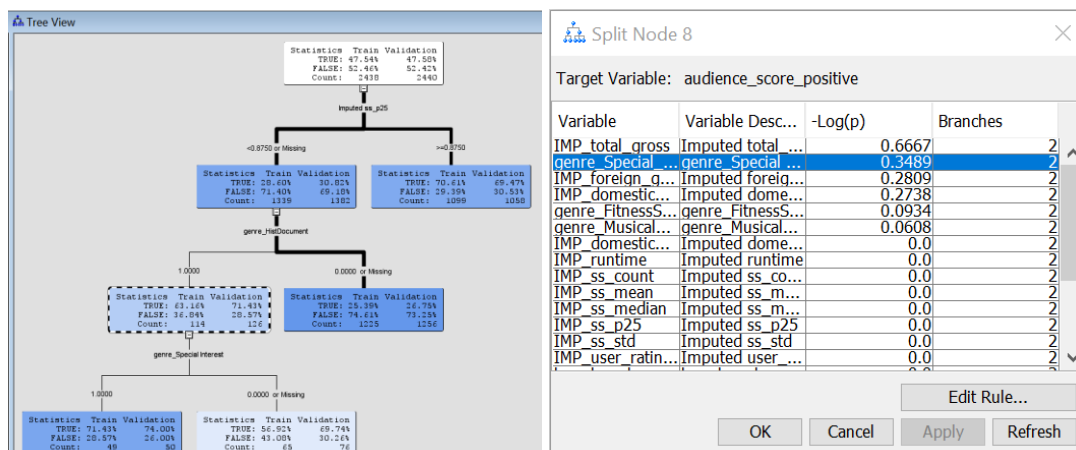 Tree View
Statistics Train Validation
TRUE: 47.54% 47.58%
FALSE: 52.46% 52.42%
Count: 2438 2440
Imputed ss_p25
<0.8750 or Missing
>=0.8750
Statistics Train Validation
TRUE: 28.60% 30.82%
FALSE: 71.40% 69.18%
Count: 1339 1382
Statistics Train Validation
TRUE: 70.61% 69.47%
FALSE: 29.39% 30.53%
Count: 1099 1058
genre_HistDocument
1.0000
0.0000 or Missing
Statistics Train Validation
TRUE: 63.16% 71.43%
FALSE: 36.84% 28.57%
Count: 114 126
Statistics Train Validation
TRUE: 25.39% 26.75%
FALSE: 74.61% 73.25%
Count: 1225 1256
genre_Special Interest
1.0000
0.0000 or Missing
Statistics Train Validation
TRUE: 71.43% 74.00%
FALSE: 28.57% 26.00%
Count: 49 50
Statistics Train Validation
TRUE: 56.92% 69.74%
FALSE: 43.08% 30.26%
Count: 65 76
Split Node 8
Target Variable: audience_score_positive
Variable Variable Desc... -Log(p) Branches
IMP_total_gross Imputed total_... 0.6667 2
genre_Special_... genre_Special ... 0.3489 2
IMP_foreign_g... Imputed foreig... 0.2809 2
IMP_domestic... Imputed dome... 0.2738 2
genre_FitnessS... genre_FitnessS... 0.0934 2
genre_Musical... genre_Musical... 0.0608 2
IMP_domestic... Imputed dome... 0.0 2
IMP_runtime Imputed runtime 0.0 2
IMP_ss_count Imputed ss_co... 0.0 2
IMP_ss_mean Imputed ss_m... 0.0 2
IMP_ss_median Imputed ss_m... 0.0 2
IMP_ss_p25 Imputed ss_p25 0.0 2
IMP_ss_std Imputed ss_std 0.0 2
IMP_user_ratin... Imputed user_... 0.0 2
Edit Rule...
OK Cancel Apply Refresh